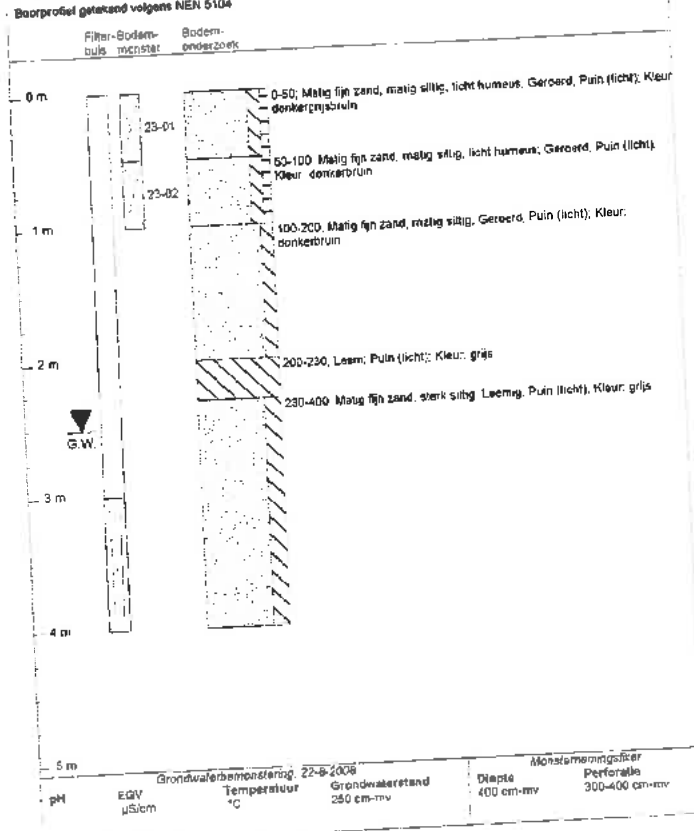 Boorprofiel getekend volgens NEN 5104
Filter- Bodem- Bodem-
buis monster onderzoek
0 m
0-50; Matig fijn zand, matig siltig, licht humeus, Geroerd, Puin (licht); Kleur
donkergrijsbruin
23-01
50-100 Matig fijn zand, matig siltig, licht humeus; Geroerd, Puin (licht),
Kleur: donkerbruin
23-02
1 m
100-200, Matig fijn zand, matig siltig, Geroerd, Puin (licht); Kleur:
donkerbruin
2 m
200-230, Leem; Puin (licht); Kleur: grijs
230-400 Matig fijn zand, sterk siltig, Leemig, Puin (licht), Kleur: grijs
G.W.
3 m
4 m
5 m
Grondwaterbemonstering, 22-8-2008
Monsternemingsfilter
pH EGV Temperatuur Grondwaterstand Diepte Perforatie
µS/cm °C 250 cm-mv 400 cm-mv 300-400 cm-mv